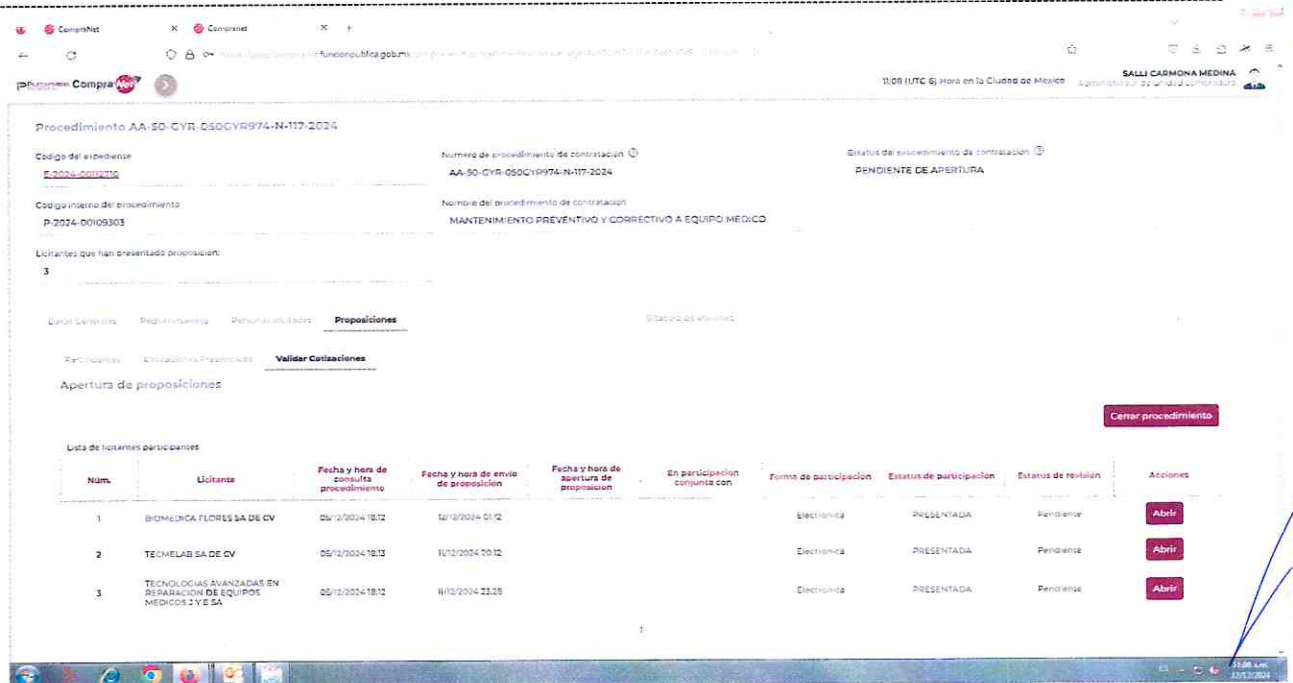 CompraNet
Compranet
funcionpublica.gob.mx
CompraNet
11:08 (UTC 6) Hora en la Ciudad de México
SALLI CARMONA MEDINA
Procedimiento AA-50-GYR-050GYR974-N-117-2024
Código del expediente
E-2024-00112710
Número de procedimiento de contratación
AA-50-GYR-050GYR974-N-117-2024
Estatus del procedimiento de contratación
PENDIENTE DE APERTURA
Código interno del procedimiento
P-2024-00109303
Nombre del procedimiento de contratación
MANTENIMIENTO PREVENTIVO Y CORRECTIVO A EQUIPO MEDICO
Licitantes que han presentado proposición:
3
Datos Generales Requerimientos Proposiciones
Participantes Validar Cotizaciones
Apertura de proposiciones
Cerrar procedimiento
Lista de licitantes participantes
Núm. Licitante Fecha y hora de consulta procedimiento Fecha y hora de envío de proposición Fecha y hora de apertura de proposición En participación conjunta con Forma de participación Estatus de participación Estatus de revisión Acciones
1 BIOMEDICA FLORES SA DE CV 05/12/2024 18:12 12/12/2024 01:12 Electrónica PRESENTADA Pendiente Abrir
2 TECMELAB SA DE CV 05/12/2024 18:13 11/12/2024 20:12 Electrónica PRESENTADA Pendiente Abrir
3 TECNOLOGIAS AVANZADAS EN REPARACION DE EQUIPOS MEDICOS J Y E SA 05/12/2024 18:12 11/12/2024 23:28 Electrónica PRESENTADA Pendiente Abrir
1
11:08 a.m.
12/12/2024